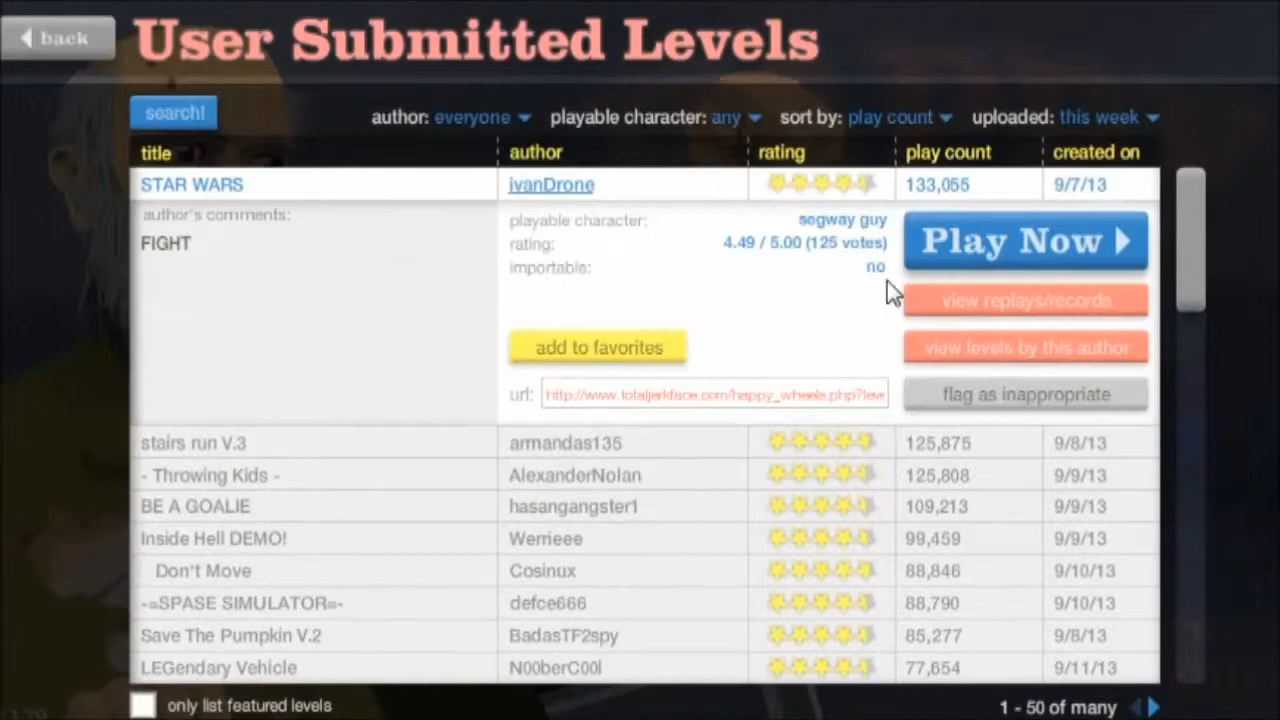 back
User Submitted Levels
search!
author: everyone playable character: any sort by: play count uploaded: this week
title author rating play count created on
STAR WARS ivanDrone 133,055 9/7/13
author's comments:
FIGHT
playable character: segway guy
rating: 4.49 / 5.00 (125 votes)
importable: no
Play Now
view replays/records
add to favorites
view levels by this author
url: http://www.totaljerkface.com/happy_wheels.php?leve
flag as inappropriate
stairs run V.3 armandas135 125,875 9/8/13
- Throwing Kids - AlexanderNolan 125,808 9/9/13
BE A GOALIE hasangangster1 109,213 9/9/13
Inside Hell DEMO! Werrieee 99,459 9/9/13
Don't Move Cosinux 88,846 9/10/13
-=SPASE SIMULATOR=- defce666 88,790 9/10/13
Save The Pumpkin V.2 BadasTF2spy 85,277 9/8/13
LEGendary Vehicle N00berC00l 77,654 9/11/13
only list featured levels
1 - 50 of many